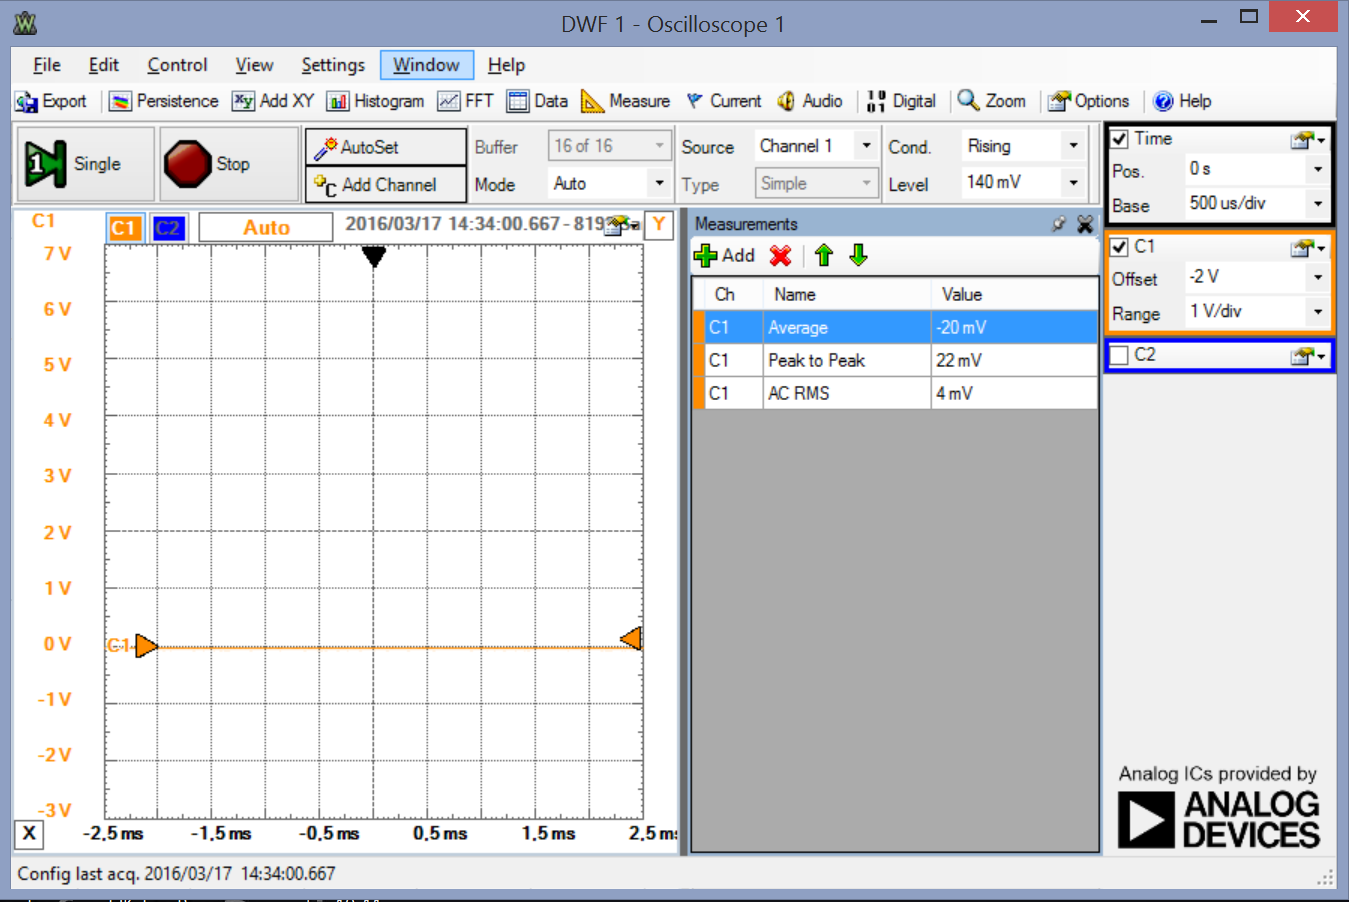 DWF 1 - Oscilloscope 1
File Edit Control View Settings Window Help
Export Persistence Add XY Histogram FFT Data Measure Current Audio Digital Zoom Options Help
Single Stop
AutoSet
Add Channel
Buffer 16 of 16
Mode Auto
Source Channel 1
Type Simple
Cond. Rising
Level 140 mV
Time
Pos. 0 s
Base 500 us/div
C1
Offset -2 V
Range 1 V/div
C2
C1 C1 C2 Auto 2016/03/17 14:34:00.667 - Y
7 V
6 V
5 V
4 V
3 V
2 V
1 V
0 V
-1 V
-2 V
-3 V
C1
X -2.5 ms -1.5 ms -0.5 ms 0.5 ms 1.5 ms 2.5 m
Measurements
Add
Ch Name Value
C1 Average -20 mV
C1 Peak to Peak 22 mV
C1 AC RMS 4 mV
Analog ICs provided by
ANALOG
DEVICES
Config last acq. 2016/03/17 14:34:00.667